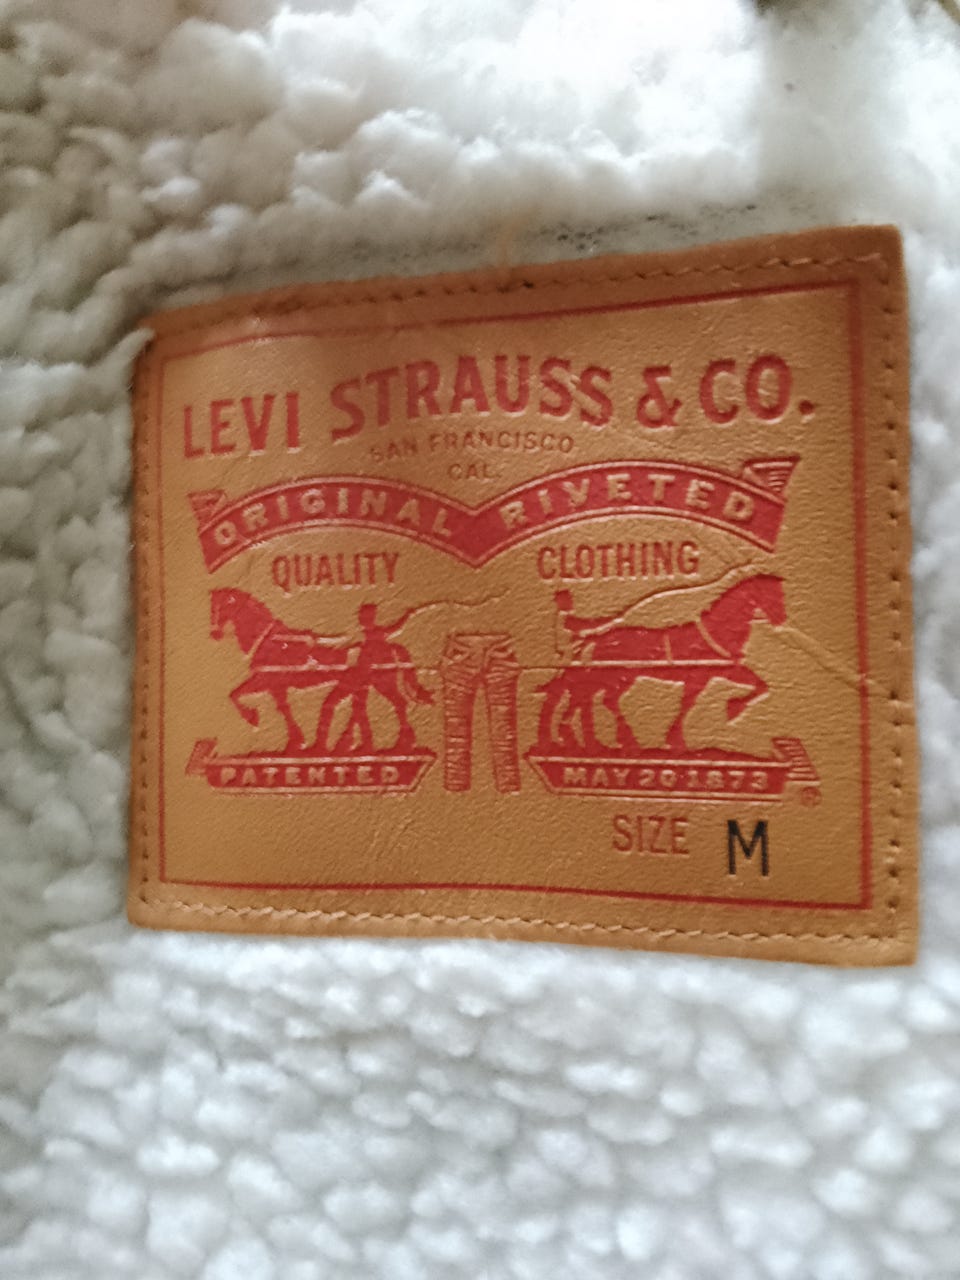 LEVI STRAUSS & CO.
SAN FRANCISCO
CAL.
ORIGINAL RIVETED
QUALITY CLOTHING
PATENTED MAY 20 1873
®
SIZE M